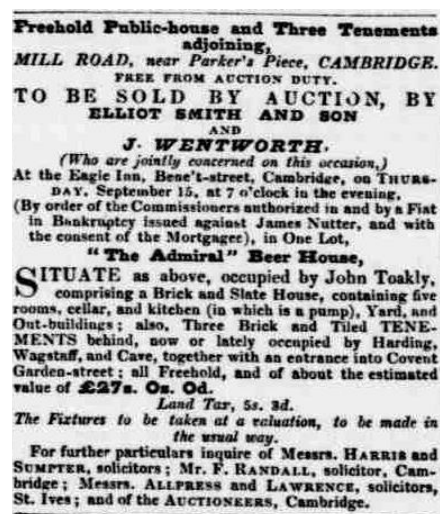 Freehold Public-house and Three Tenements
adjoining,
MILL ROAD, near Parker's Piece, CAMBRIDGE.
FREE FROM AUCTION DUTY.
TO BE SOLD BY AUCTION, BY
ELLIOT SMITH AND SON
AND
J. WENTWORTH.
(Who are jointly concerned on this occasion,)
At the Eagle Inn, Bene't-street, Cambridge, on THURS-
DAY, September 15, at 7 o'clock in the evening,
(By order of the Commissioners authorized in and by a Fiat
in Bankruptcy issued against James Nutter, and with
the consent of the Mortgagee), in One Lot,
"The Admiral" Beer House,
SITUATE as above, occupied by John Toakly,
comprising a Brick and Slate House, containing five
rooms, cellar, and kitchen (in which is a pump), Yard, and
Out-buildings; also, Three Brick and Tiled TENE-
MENTS behind, now or lately occupied by Harding,
Wagstaff, and Cave, together with an entrance into Covent
Garden-street; all Freehold, and of about the estimated
value of £27s. 0s. 0d.
Land Tax, 5s. 3d.
The Fixtures to be taken at a valuation, to be made in
the usual way.
For further particulars inquire of Messrs. HARRIS and
SUMPTER, solicitors; Mr. F. RANDALL, solicitor, Cam-
bridge; Messrs. ALLPRESS and LAWRENCE, solicitors,
St. Ives; and of the AUCTIONEERS, Cambridge.